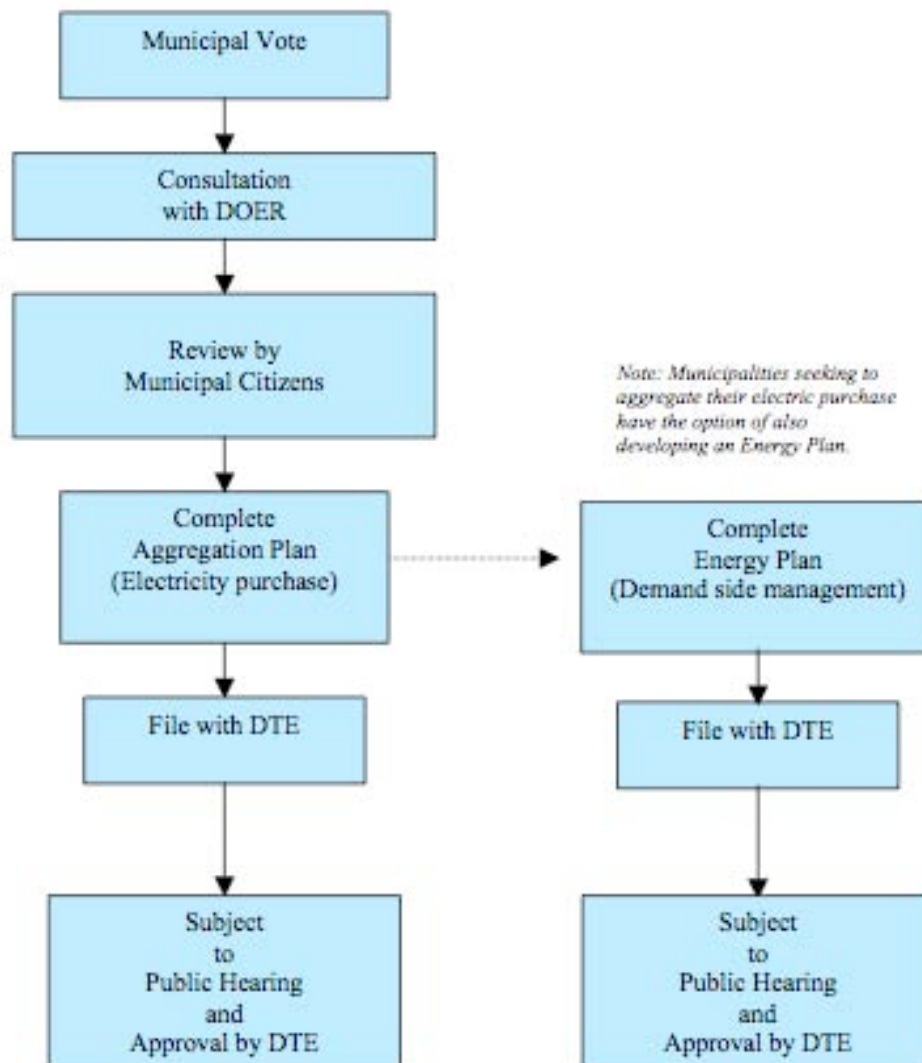 Municipal Vote
Consultation
with DOER
Review by
Municipal Citizens
Note: Municipalities seeking to
aggregate their electric purchase
have the option of also
developing an Energy Plan.
Complete
Aggregation Plan
(Electricity purchase)
Complete
Energy Plan
(Demand side management)
File with DTE
File with DTE
Subject
to
Public Hearing
and
Approval by DTE
Subject
to
Public Hearing
and
Approval by DTE